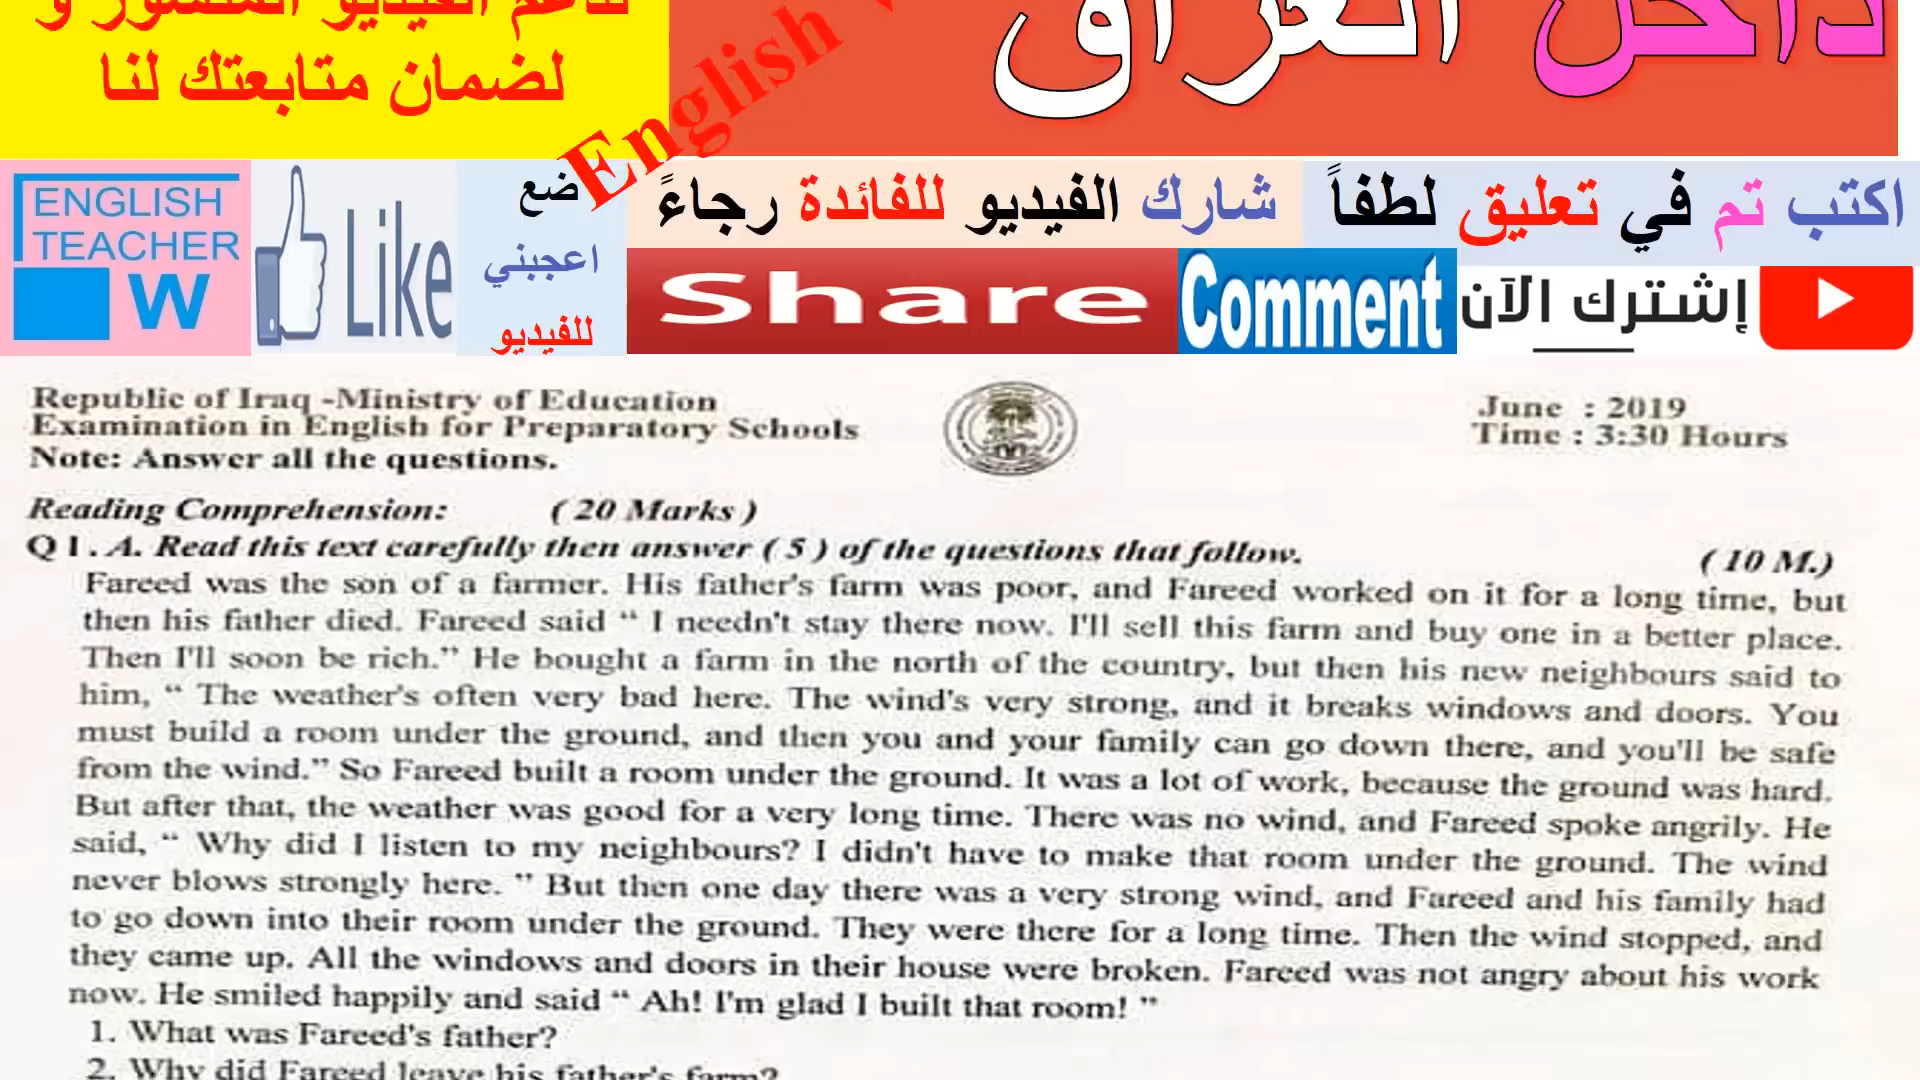 لضمان متابعتك لنا
داخل العراق
English
ENGLISH
TEACHER
W
Like
ضع
اعجبني
للفيديو
شارك الفيديو للفائدة رجاءً
Share
اكتب تم في تعليق لطفاً
Comment
إشترك الآن
Republic of Iraq -Ministry of Education
Examination in English for Preparatory Schools
Note: Answer all the questions.
June : 2019
Time : 3:30 Hours
Reading Comprehension: ( 20 Marks )
Q 1 . A. Read this text carefully then answer ( 5 ) of the questions that follow. ( 10 M.)
Fareed was the son of a farmer. His father's farm was poor, and Fareed worked on it for a long time, but
then his father died. Fareed said “ I needn't stay there now. I'll sell this farm and buy one in a better place.
Then I'll soon be rich.” He bought a farm in the north of the country, but then his new neighbours said to
him, “ The weather's often very bad here. The wind's very strong, and it breaks windows and doors. You
must build a room under the ground, and then you and your family can go down there, and you'll be safe
from the wind.” So Fareed built a room under the ground. It was a lot of work, because the ground was hard.
But after that, the weather was good for a very long time. There was no wind, and Fareed spoke angrily. He
said, “ Why did I listen to my neighbours? I didn't have to make that room under the ground. The wind
never blows strongly here. ” But then one day there was a very strong wind, and Fareed and his family had
to go down into their room under the ground. They were there for a long time. Then the wind stopped, and
they came up. All the windows and doors in their house were broken. Fareed was not angry about his work
now. He smiled happily and said “ Ah! I'm glad I built that room! ”
1. What was Fareed's father?
2. Why did Fareed leave his father's farm?